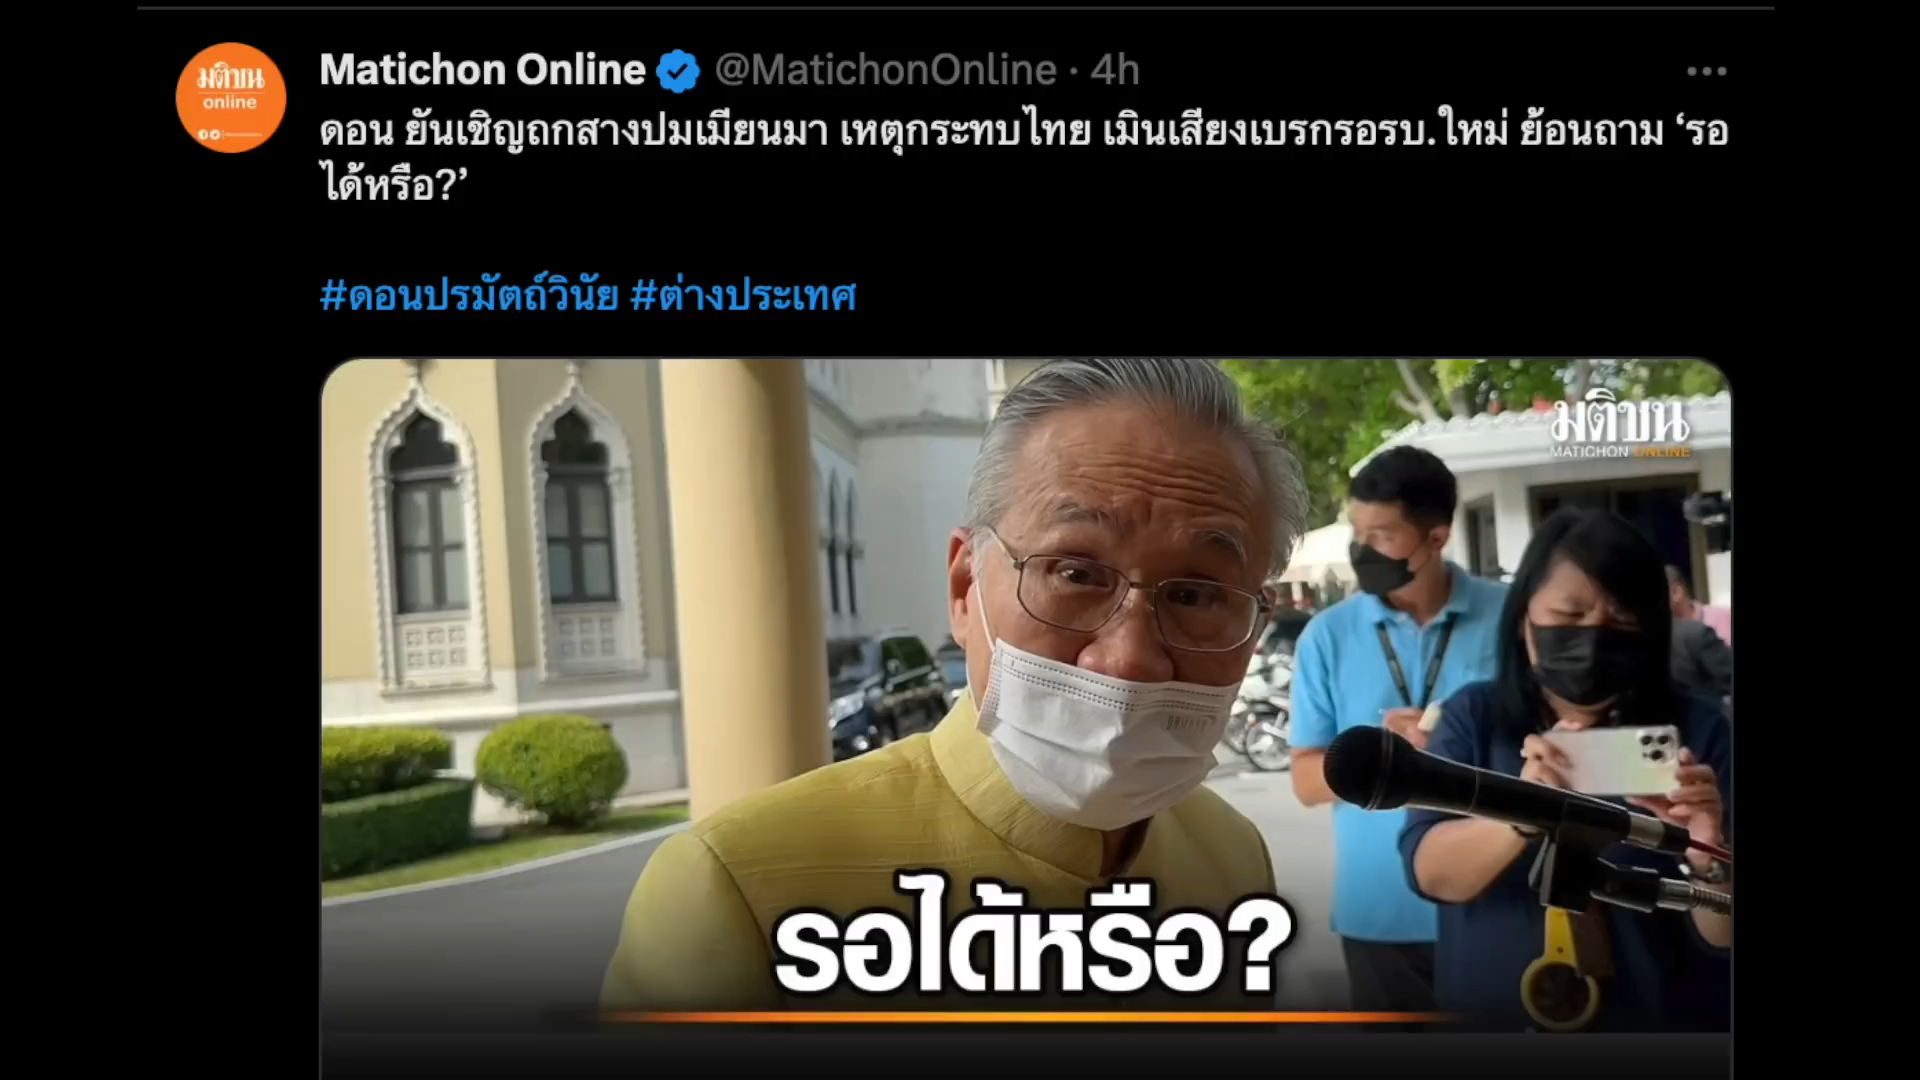 มติชน
online
Matichon Online @MatichonOnline · 4h
ดอน ยันเชิญถกสางปมเมียนมา เหตุกระทบไทย เมินเสียงเบรกรอรบ.ใหม่ ย้อนถาม ‘รอ
ได้หรือ?’
#ดอนปรมัตถ์วินัย #ต่างประเทศ
มติชน
MATICHON ONLINE
รอได้หรือ?